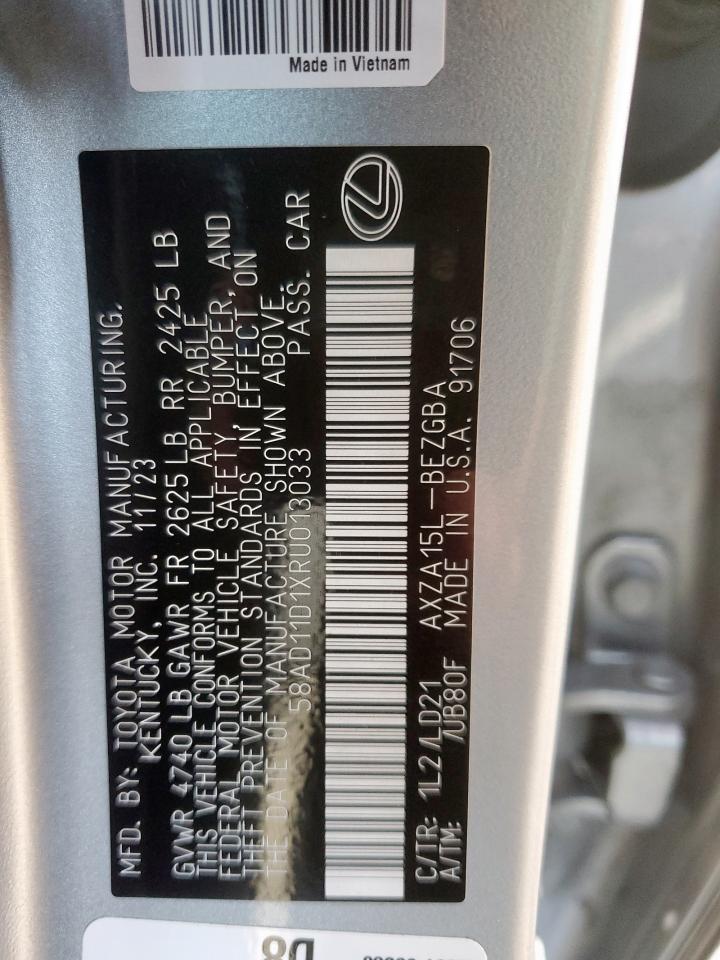 Made in Vietnam
MFD. BY: TOYOTA MOTOR MANUFACTURING.
KENTUCKY, INC. 11/23
GVWR 4740 LB GAWR FR 2625 LB RR 2425 LB
THIS VEHICLE CONFORMS TO ALL APPLICABLE
FEDERAL MOTOR VEHICLE SAFETY, BUMPER, AND
THEFT PREVENTION STANDARDS IN EFFECT ON
THE DATE OF MANUFACTURE SHOWN ABOVE.
58AD11D1XRU013033 PASS. CAR
C/TR: 1L2/LD21 AXZA15L-BEZGBA
A/TM: /UB80F MADE IN U.S.A. 91706
D8